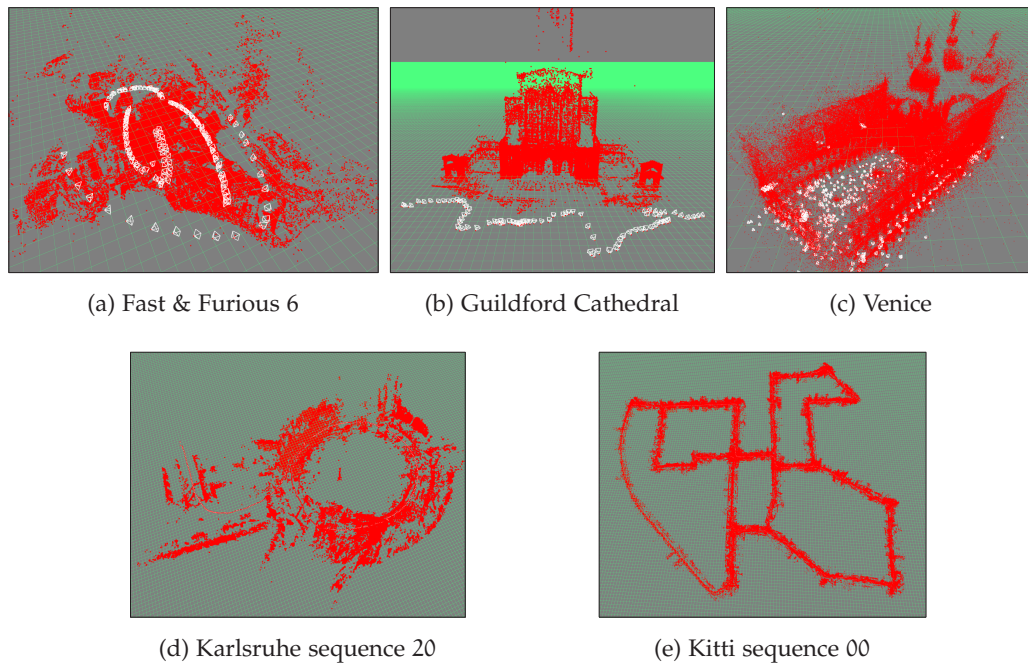 (a) Fast & Furious 6
(b) Guildford Cathedral
(c) Venice
(d) Karlsruhe sequence 20
(e) Kitti sequence 00